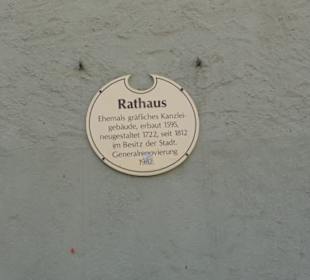 Rathaus
Ehemals gräfliches Kanzlei-
gebäude, erbaut 1595,
neugestaltet 1722, seit 1812
im Besitz der Stadt.
Generalrenovierung
1982.